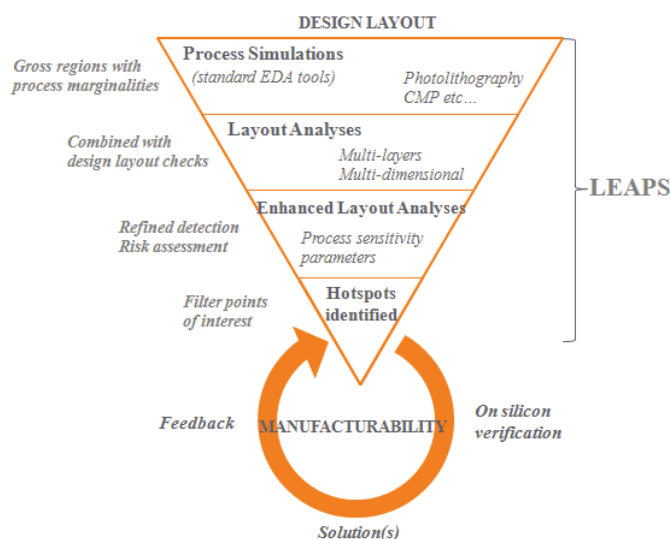 DESIGN LAYOUT
Process Simulations
(standard EDA tools)
Photolithography
CMP etc...
Gross regions with
process marginalities
Layout Analyses
Multi-layers
Multi-dimensional
Combined with
design layout checks
LEAPS
Enhanced Layout Analyses
Process sensitivity
parameters
Refined detection
Risk assessment
Hotspots
identified
Filter points
of interest
Feedback
MANUFACTURABILITY
On silicon
verification
Solution(s)